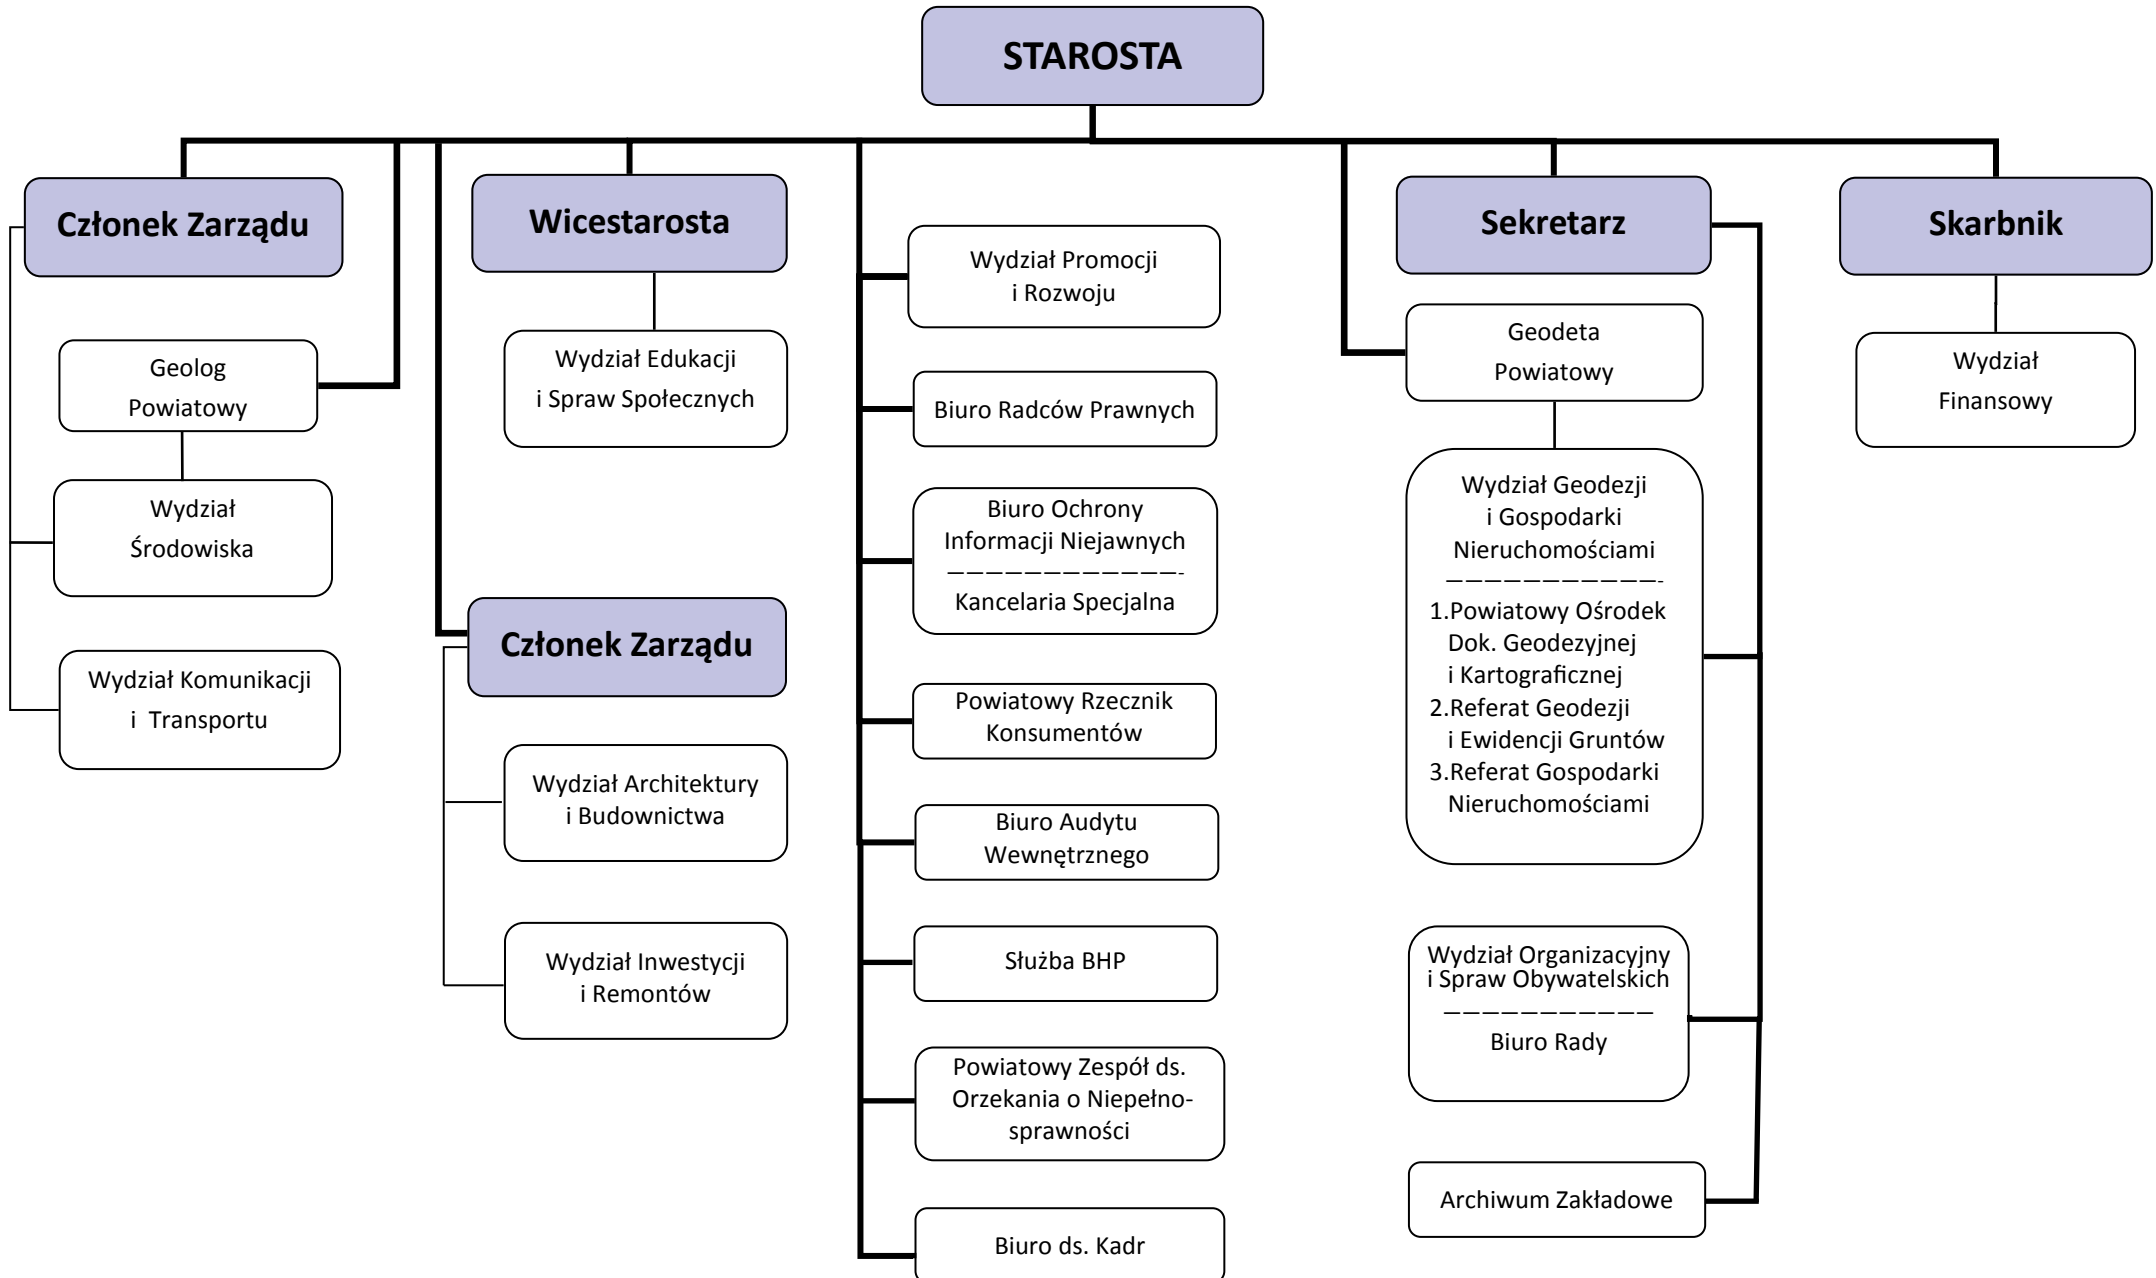 STAROSTA
Członek Zarządu
Geolog
Powiatowy
Wydział
Środowiska
Wydział Komunikacji
i Transportu
Wicestarosta
Wydział Edukacji
i Spraw Społecznych
Członek Zarządu
Wydział Architektury
i Budownictwa
Wydział Inwestycji
i Remontów
Wydział Promocji
i Rozwoju
Biuro Radców Prawnych
Biuro Ochrony
Informacji Niejawnych
————————————-
Kancelaria Specjalna
Powiatowy Rzecznik
Konsumentów
Biuro Audytu
Wewnętrznego
Służba BHP
Powiatowy Zespół ds.
Orzekania o Niepełno-
sprawności
Biuro ds. Kadr
Sekretarz
Geodeta
Powiatowy
Wydział Geodezji
i Gospodarki
Nieruchomościami
———————————-
1.Powiatowy Ośrodek
Dok. Geodezyjnej
i Kartograficznej
2.Referat Geodezji
i Ewidencji Gruntów
3.Referat Gospodarki
Nieruchomościami
Wydział Organizacyjny
i Spraw Obywatelskich
———————————
Biuro Rady
Archiwum Zakładowe
Skarbnik
Wydział
Finansowy